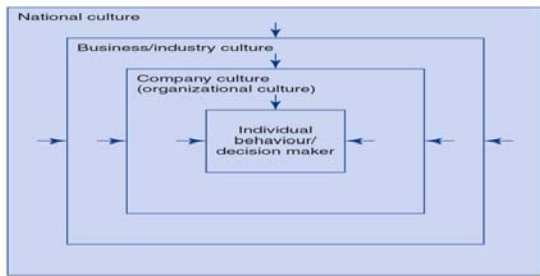 National culture
Business/industry culture
Company culture
(organizational culture)
Individual
behaviour/
decision maker